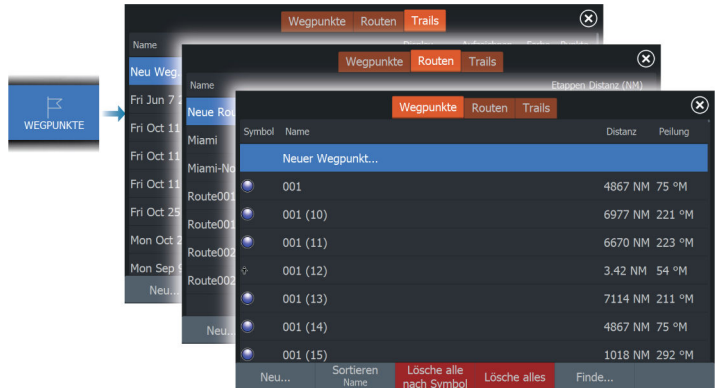 WEGPUNKTE
Wegpunkte Routen Trails
Name
Neu Weg
Fri Jun 7
Fri Oct 11
Fri Oct 11
Fri Oct 11
Fri Oct 25
Mon Oct
Mon Sep
Neu...
Wegpunkte Routen Trails
Name Etappen Distanz (NM)
Neue Rou
Miami
Miami-No
Route001
Route001
Route002
Route002
Neu...
Wegpunkte Routen Trails
Symbol Name Distanz Peilung
Neuer Wegpunkt...
001 4867 NM 75 °M
001 (10) 6977 NM 221 °M
001 (11) 6670 NM 223 °M
001 (12) 3.42 NM 54 °M
001 (13) 7114 NM 211 °M
001 (14) 4867 NM 75 °M
001 (15) 1018 NM 292 °M
Neu... Sortieren Lösche alle Lösche alles Finde...
Name nach Symbol